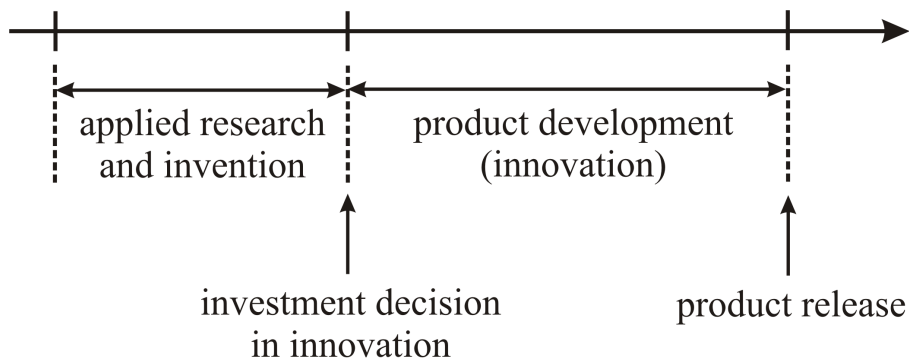 applied research
and invention
product development
(innovation)
investment decision
in innovation
product release